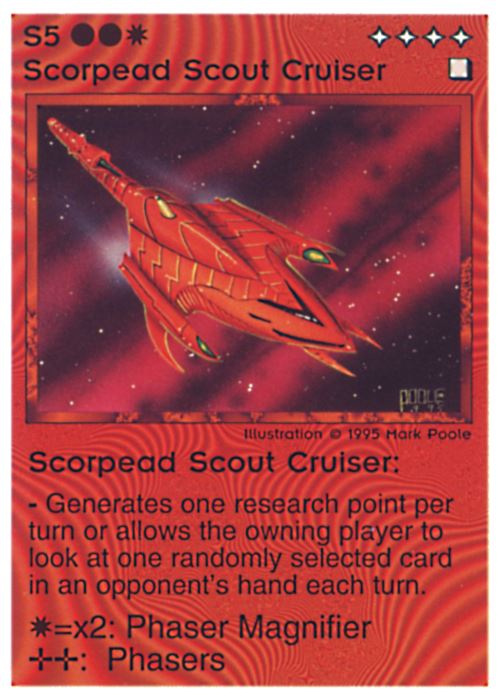 S5 ●●✷ ✧✧✧✧
Scorpead Scout Cruiser
POOLE
Illustration © 1995 Mark Poole
Scorpead Scout Cruiser:
- Generates one research point per
turn or allows the owning player to
look at one randomly selected card
in an opponent's hand each turn.
✷=x2: Phaser Magnifier
✢✢: Phasers